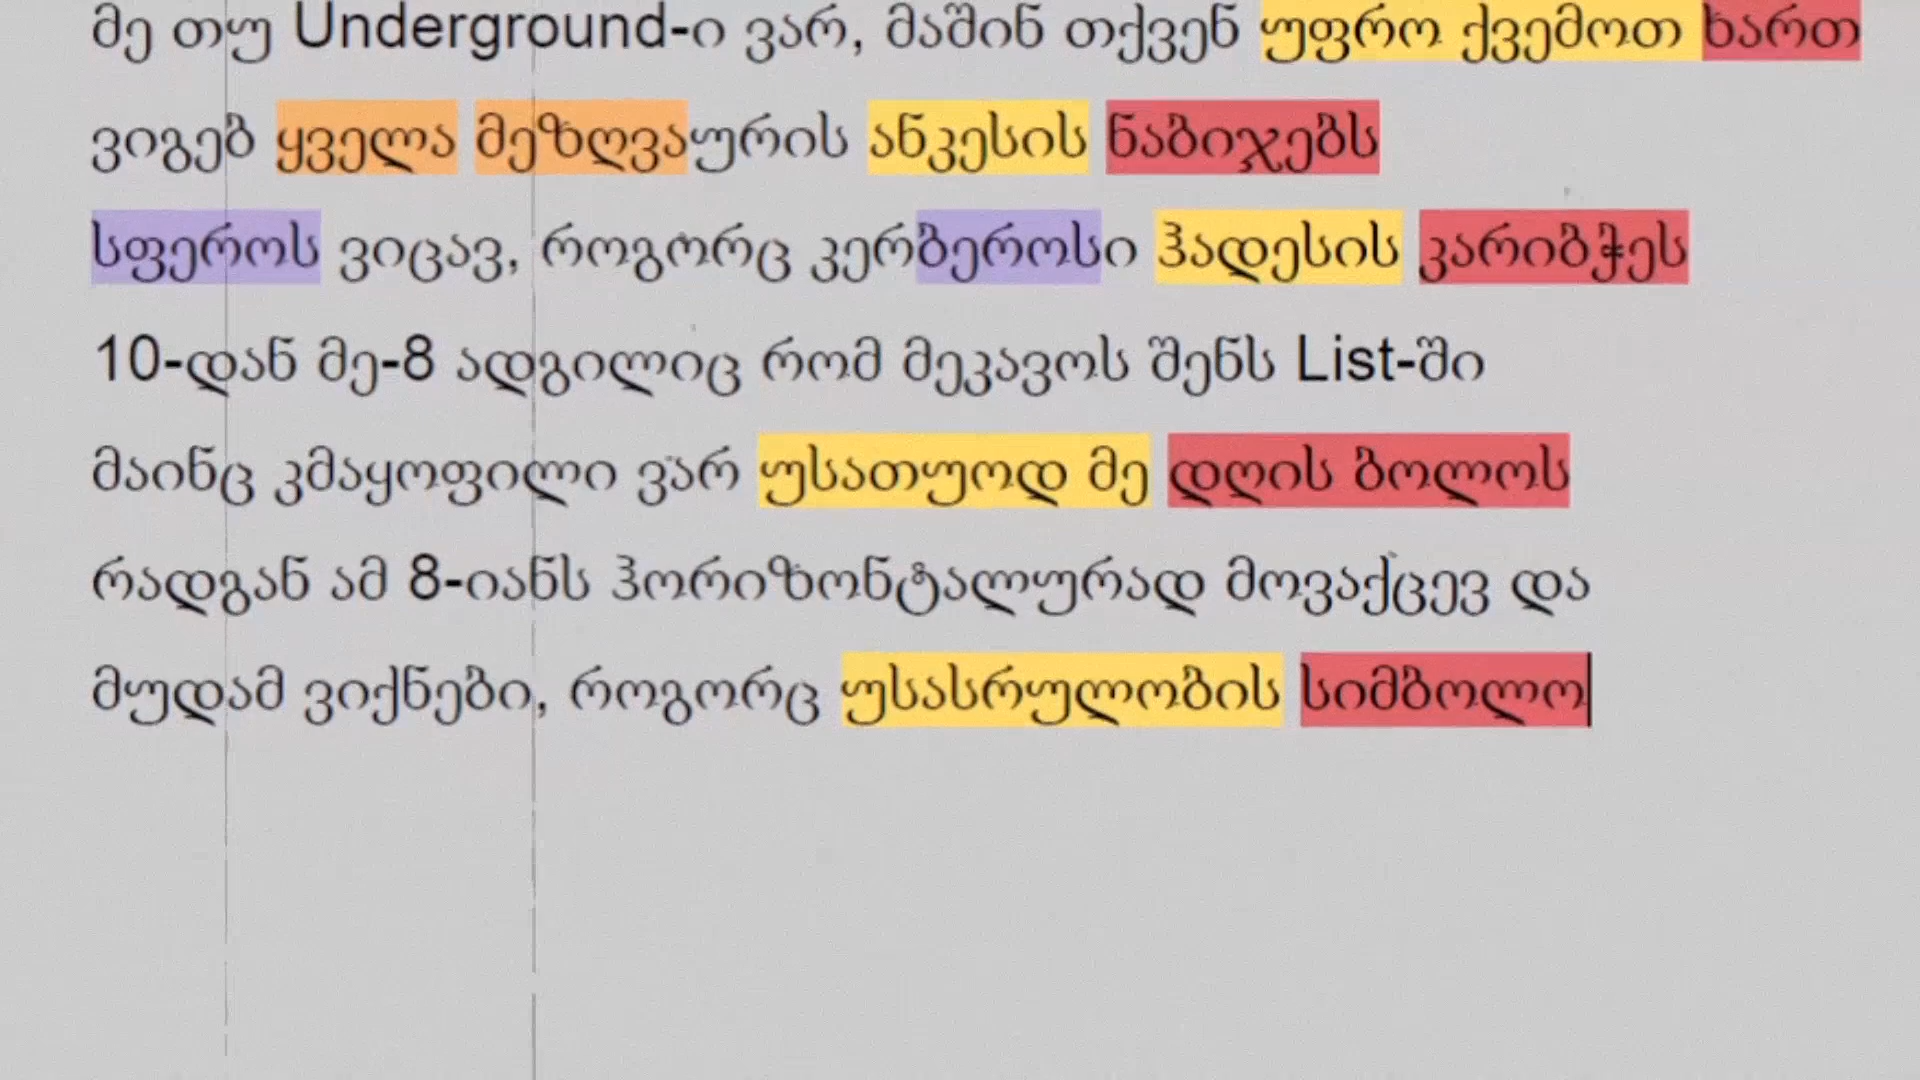 მე თუ Underground-ი ვარ, მაშინ თქვენ უფრო ქვემოთ ხართ
ვიგებ ყველა მეზღვაურის ანკესის ნაბიჯებს
სფეროს ვიცავ, როგორც კერბეროსი ჰადესის კარიბჭეს
10-დან მე-8 ადგილიც რომ მეკავოს შენს List-ში
მაინც კმაყოფილი ვარ უსათუოდ მე დღის ბოლოს
რადგან ამ 8-იანს ჰორიზონტალურად მოვაქცევ და
მუდამ ვიქნები, როგორც უსასრულობის სიმბოლო